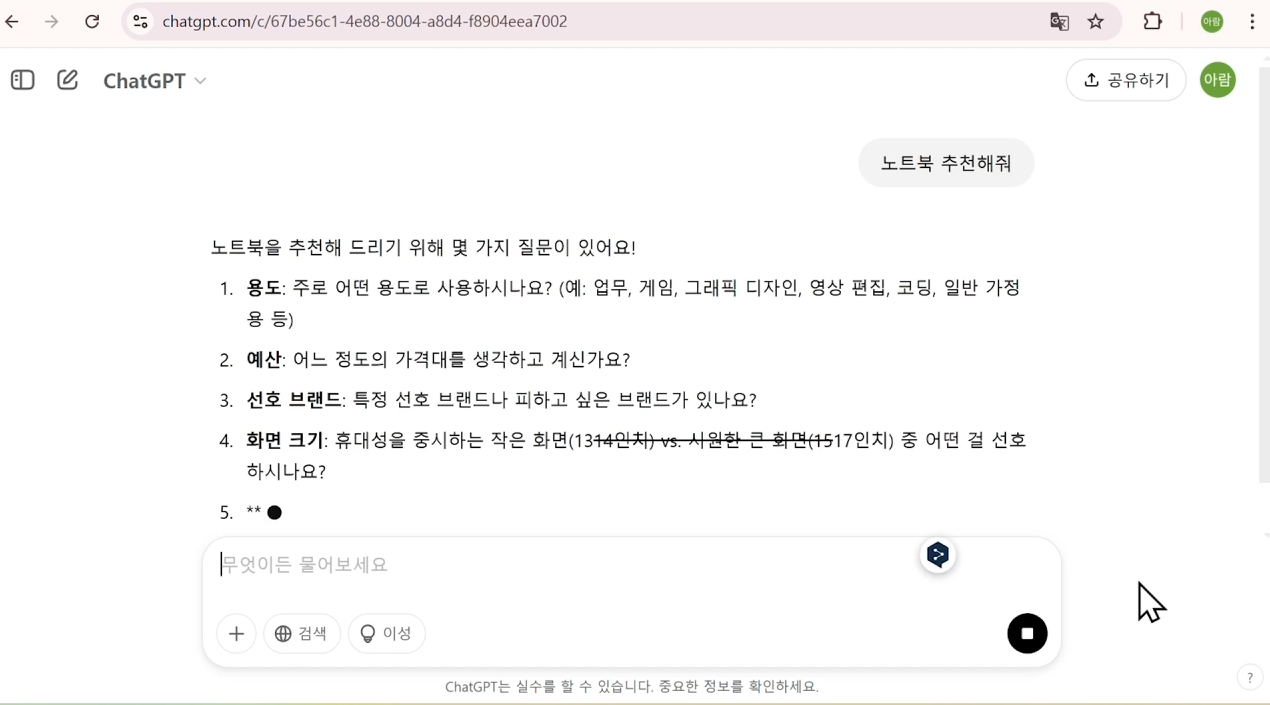 chatgpt.com/c/67be56c1-4e88-8004-a8d4-f8904eea7002
아람
ChatGPT
공유하기
아람
노트북 추천해줘
노트북을 추천해 드리기 위해 몇 가지 질문이 있어요!
1. 용도: 주로 어떤 용도로 사용하시나요? (예: 업무, 게임, 그래픽 디자인, 영상 편집, 코딩, 일반 가정
용 등)
2. 예산: 어느 정도의 가격대를 생각하고 계신가요?
3. 선호 브랜드: 특정 선호 브랜드나 피하고 싶은 브랜드가 있나요?
4. 화면 크기: 휴대성을 중시하는 작은 화면(1314인치) vs. 시원한 큰 화면(1517인치) 중 어떤 걸 선호
하시나요?
5. **
무엇이든 물어보세요
검색
이성
ChatGPT는 실수를 할 수 있습니다. 중요한 정보를 확인하세요.
?